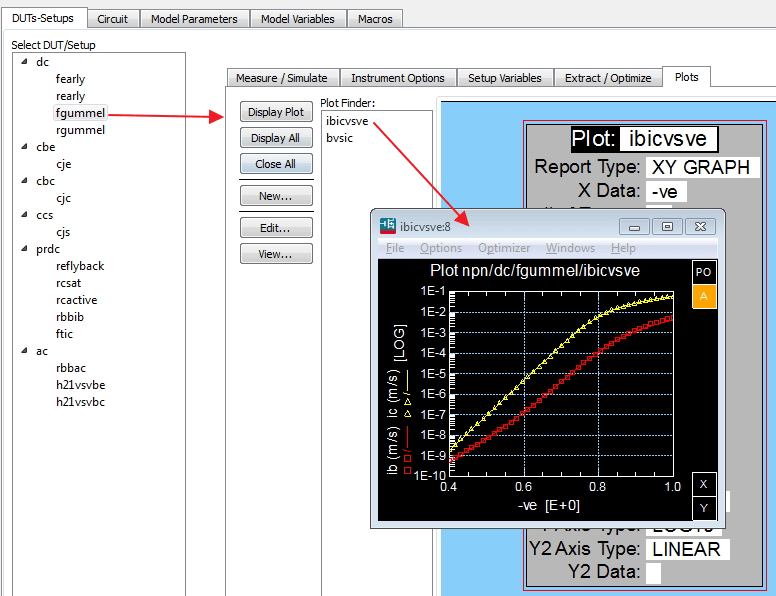 DUTs-Setups
Circuit
Model Parameters
Model Variables
Macros
Select DUT/Setup
dc
fearly
rearly
fgummel
rgummel
cbe
cje
cbc
cjc
ccs
cjs
prdc
reflyback
rcsat
rcactive
rbbib
ftic
ac
rbbac
h21vsvbe
h21vsvbc
Measure / Simulate
Instrument Options
Setup Variables
Extract / Optimize
Plots
Display Plot
Display All
Close All
New...
Edit...
View...
Plot Finder:
ibicvsve
bvsic
Plot: ibicvsve
Report Type: XY GRAPH
X Data: -ve
ibicvsve:8
File Options Optimizer Windows Help
Plot npn/dc/fgummel/ibicvsve
PO
A
1E-1
1E-2
1E-3
1E-4
1E-5
1E-6
1E-7
1E-8
1E-9
1E-10
ib (m/s) ic (m/s) [LOG]
0.4 0.6 0.8 1.0
-ve [E+0]
X
Y
Y2 Axis Type: LINEAR
Y2 Data: